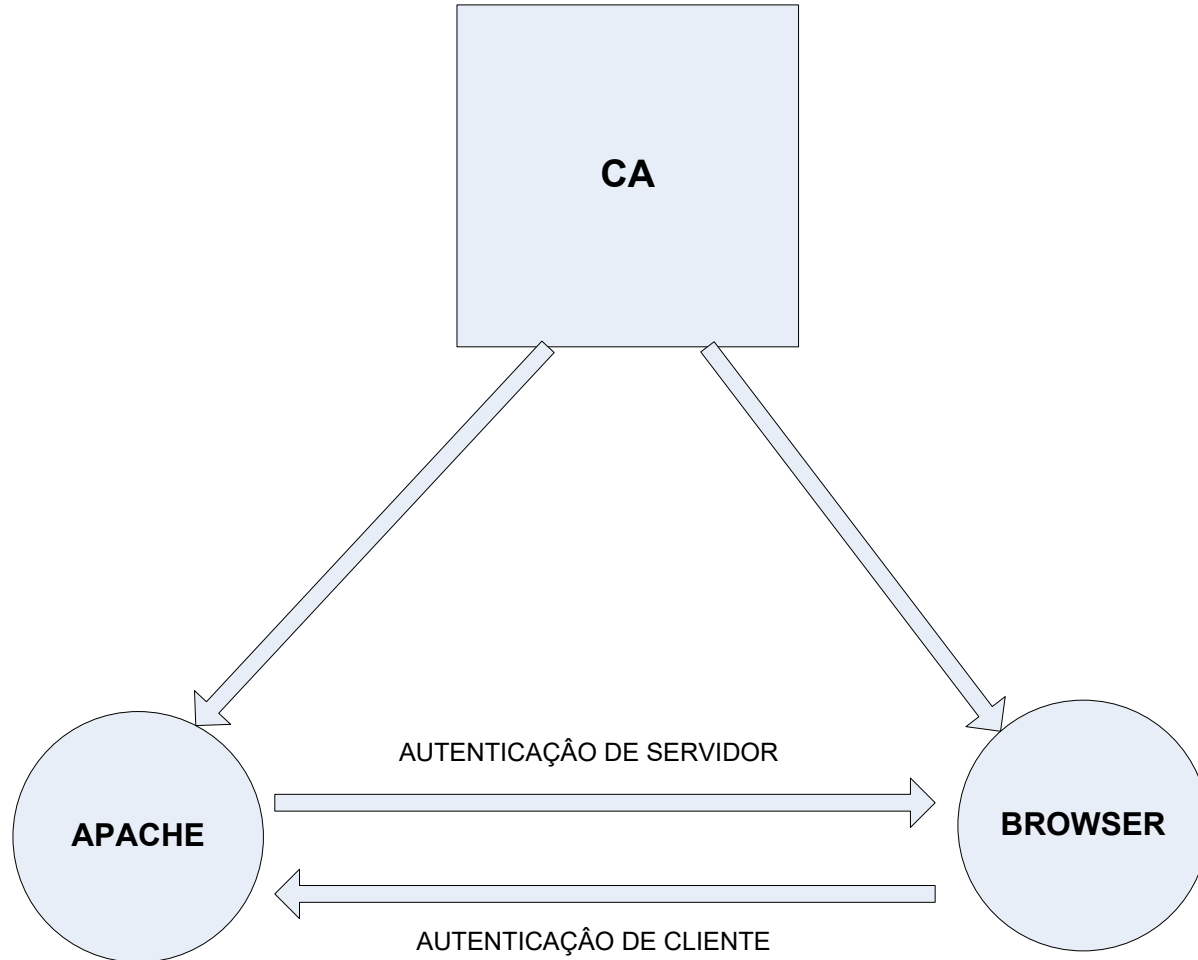 CA
AUTENTICAÇÂO DE SERVIDOR
APACHE
BROWSER
AUTENTICAÇÂO DE CLIENTE